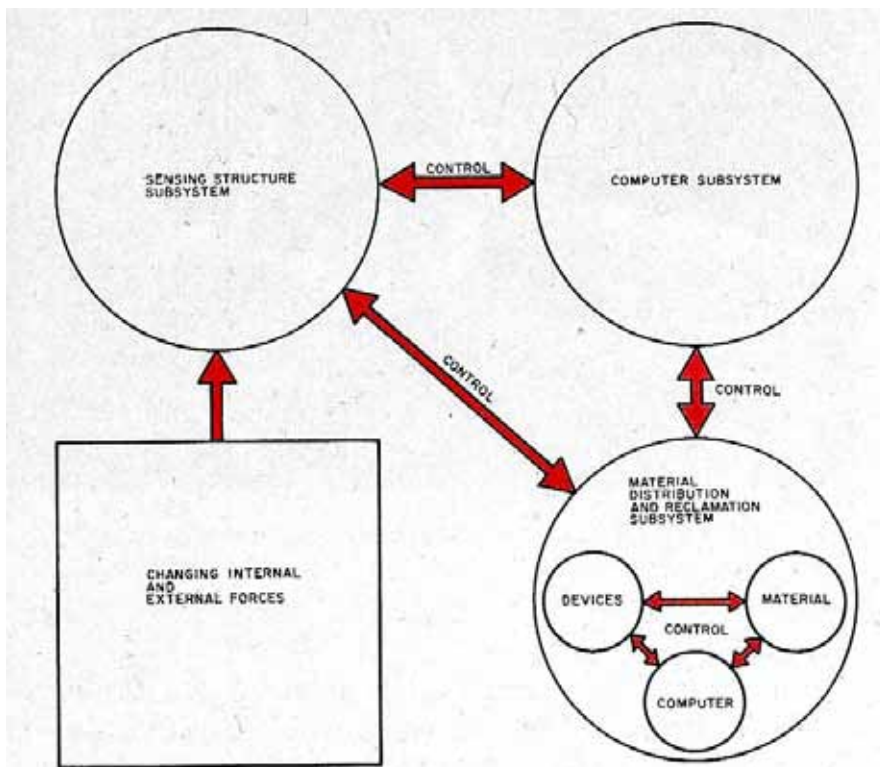 SENSING STRUCTURE
SUBSYSTEM
CONTROL
COMPUTER SUBSYSTEM
CONTROL
CONTROL
MATERIAL
DISTRIBUTION
AND RECLAMATION
SUBSYSTEM
CHANGING INTERNAL
AND
EXTERNAL FORCES
DEVICES
MATERIAL
CONTROL
COMPUTER